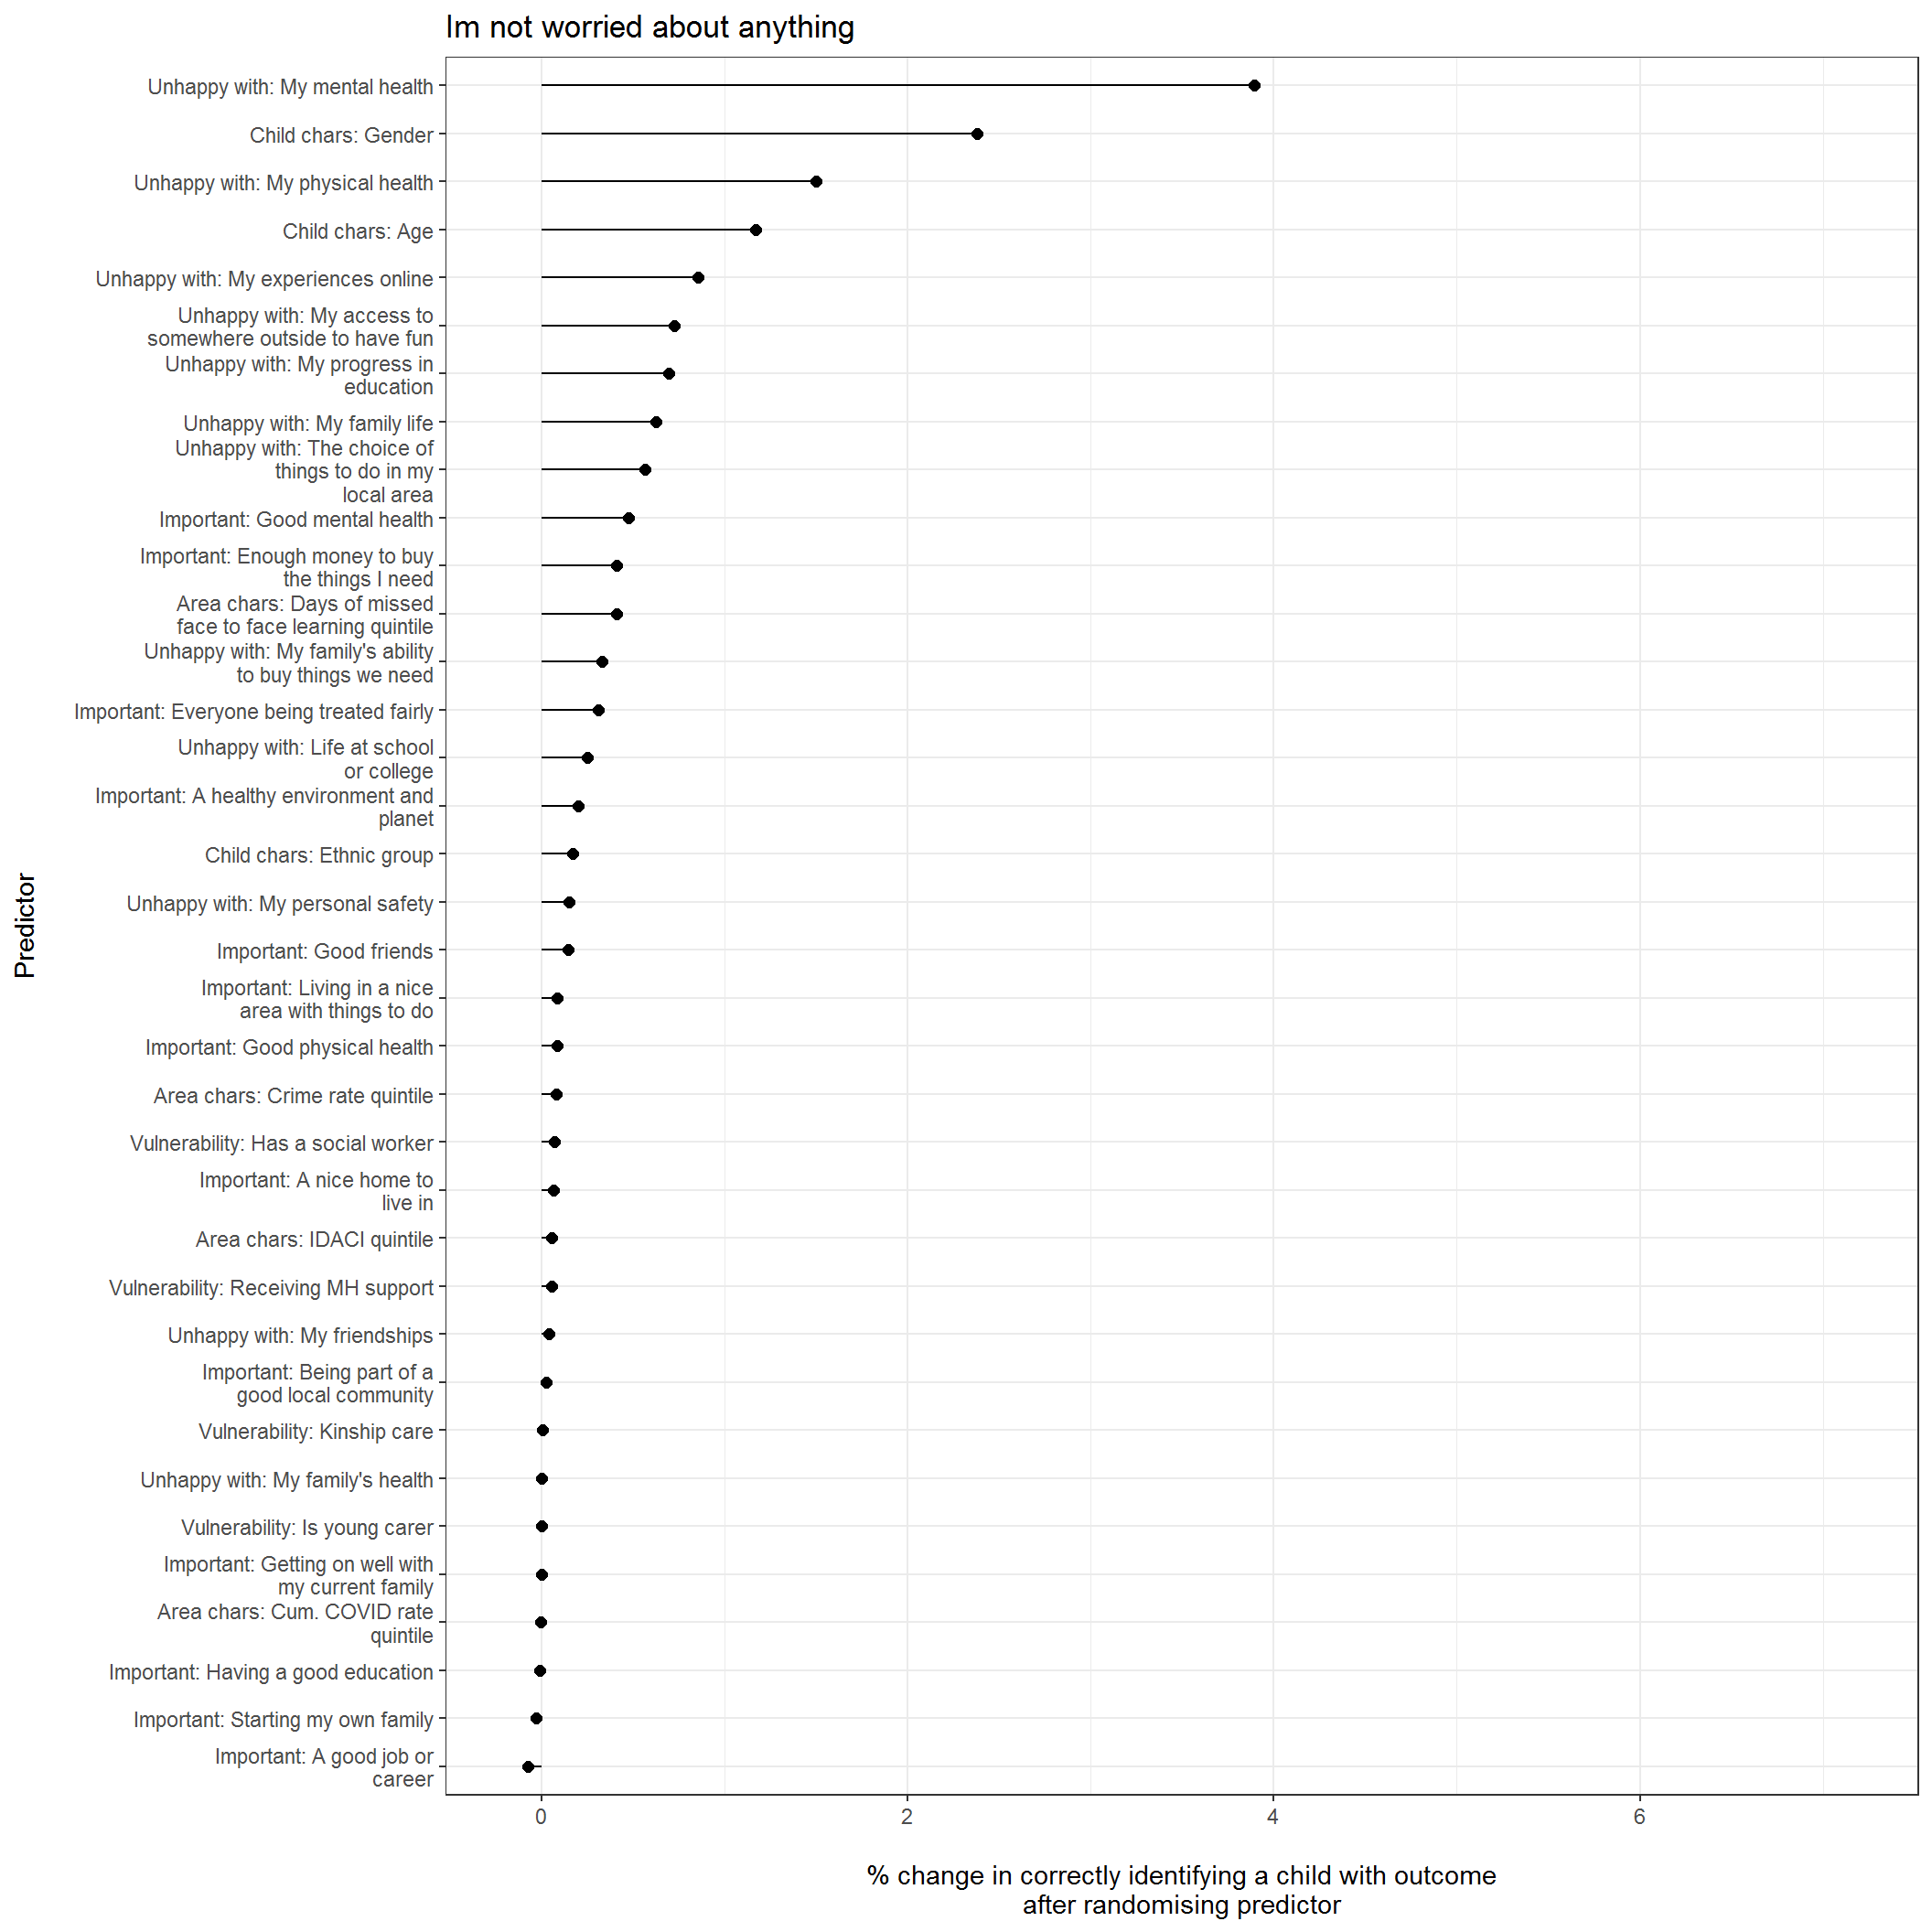 Im not worried about anything
Unhappy with: My mental health
Child chars: Gender
Unhappy with: My physical health
Child chars: Age
Unhappy with: My experiences online
Unhappy with: My access to
somewhere outside to have fun
Unhappy with: My progress in
education
Unhappy with: My family life
Unhappy with: The choice of
things to do in my
local area
Important: Good mental health
Important: Enough money to buy
the things I need
Area chars: Days of missed
face to face learning quintile
Unhappy with: My family's ability
to buy things we need
Important: Everyone being treated fairly
Unhappy with: Life at school
or college
Important: A healthy environment and
planet
Child chars: Ethnic group
Unhappy with: My personal safety
Important: Good friends
Important: Living in a nice
area with things to do
Important: Good physical health
Area chars: Crime rate quintile
Vulnerability: Has a social worker
Important: A nice home to
live in
Area chars: IDACI quintile
Vulnerability: Receiving MH support
Unhappy with: My friendships
Important: Being part of a
good local community
Vulnerability: Kinship care
Unhappy with: My family's health
Vulnerability: Is young carer
Important: Getting on well with
my current family
Area chars: Cum. COVID rate
quintile
Important: Having a good education
Important: Starting my own family
Important: A good job or
career
Predictor
0 2 4 6
% change in correctly identifying a child with outcome
after randomising predictor